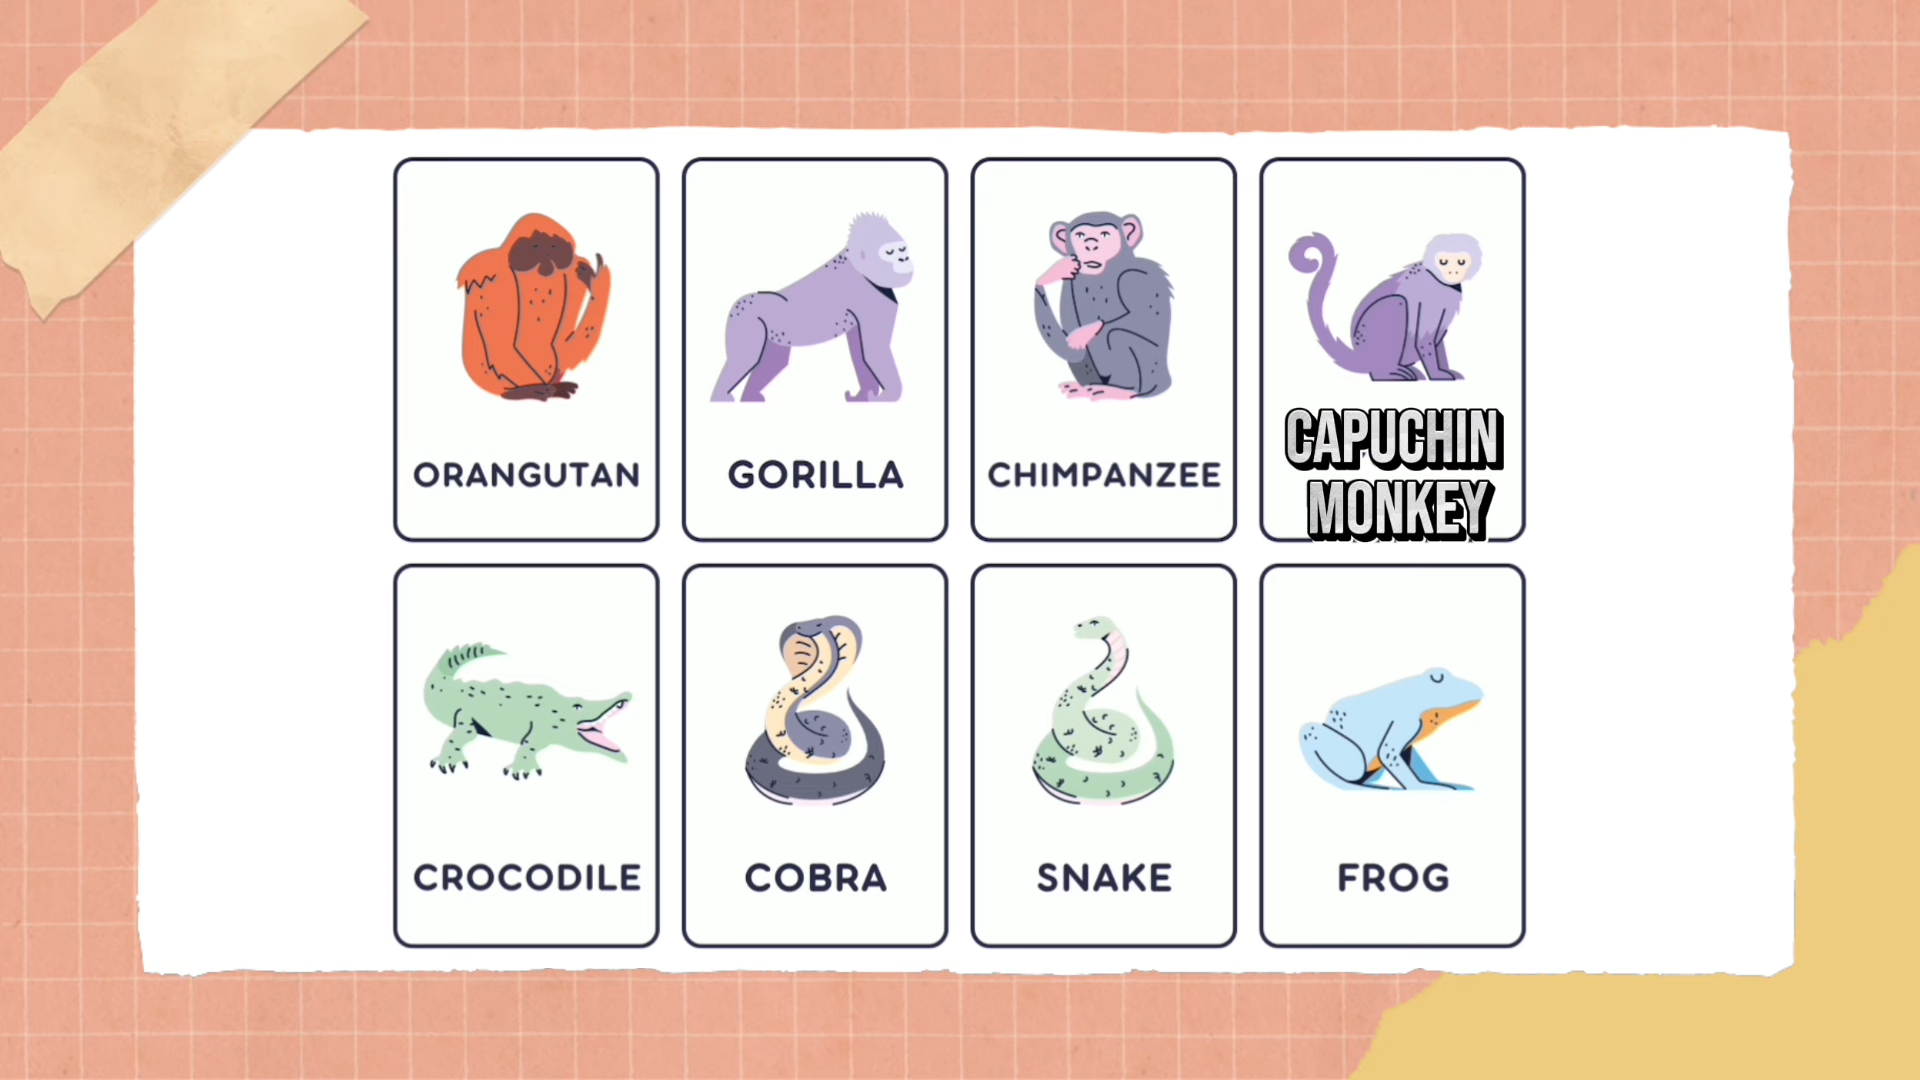 ORANGUTAN
GORILLA
CHIMPANZEE
CAPUCHIN
MONKEY
CROCODILE
COBRA
SNAKE
FROG